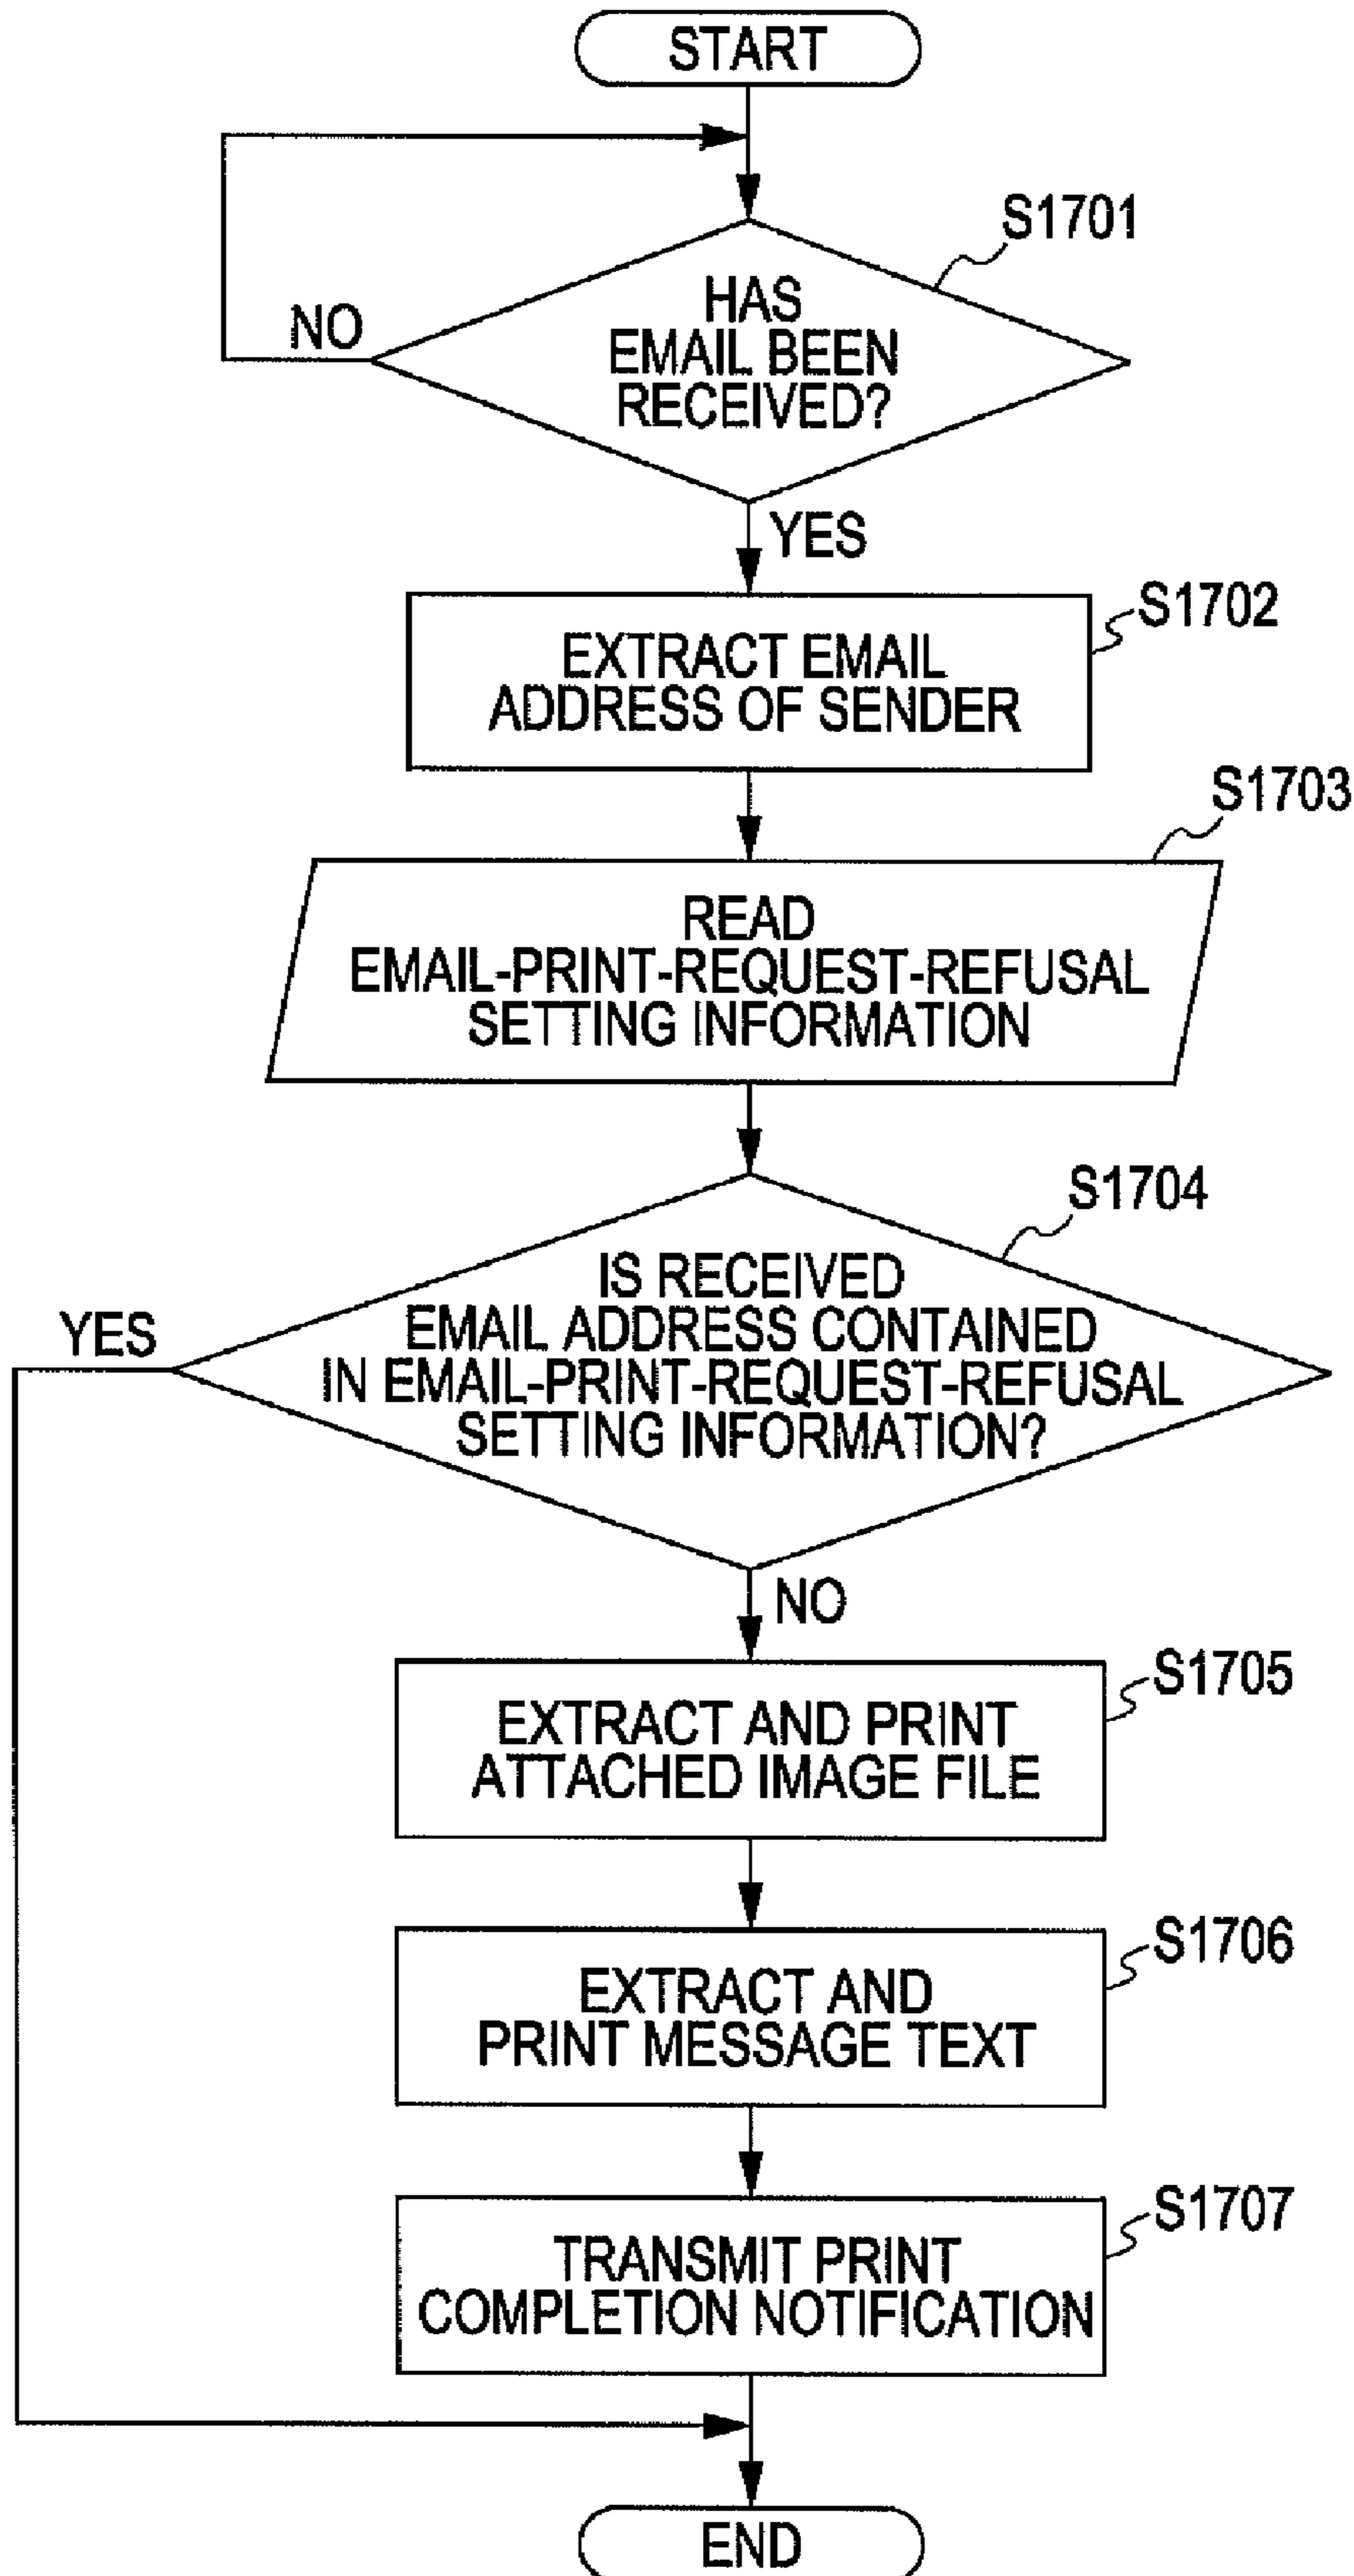 START
S1701
HAS
EMAIL BEEN
RECEIVED?
NO
YES
S1702
EXTRACT EMAIL
ADDRESS OF SENDER
S1703
READ
EMAIL-PRINT-REQUEST-REFUSAL
SETTING INFORMATION
S1704
IS RECEIVED
EMAIL ADDRESS CONTAINED
IN EMAIL-PRINT-REQUEST-REFUSAL
SETTING INFORMATION?
YES
NO
S1705
EXTRACT AND PRINT
ATTACHED IMAGE FILE
S1706
EXTRACT AND
PRINT MESSAGE TEXT
S1707
TRANSMIT PRINT
COMPLETION NOTIFICATION
END